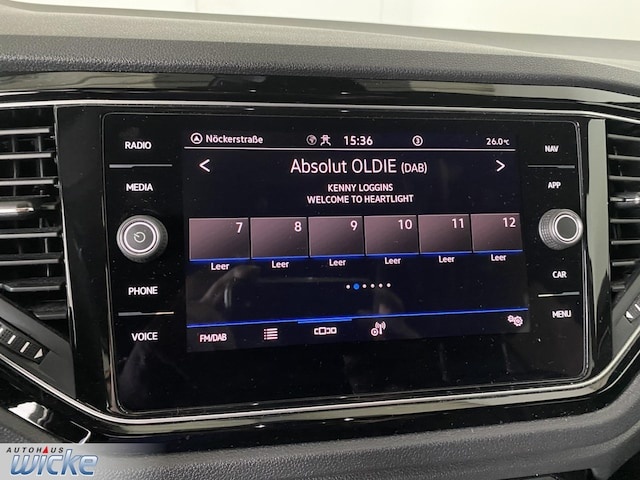 RADIO
MEDIA
PHONE
VOICE
Nöckerstraße 15:36 3 26.0°C
< Absolut OLDIE (DAB) >
KENNY LOGGINS
WELCOME TO HEARTLIGHT
7 8 9 10 11 12
Leer Leer Leer Leer Leer Leer
FM/DAB
NAV
APP
CAR
MENU
AUTOHAUS
WICKE